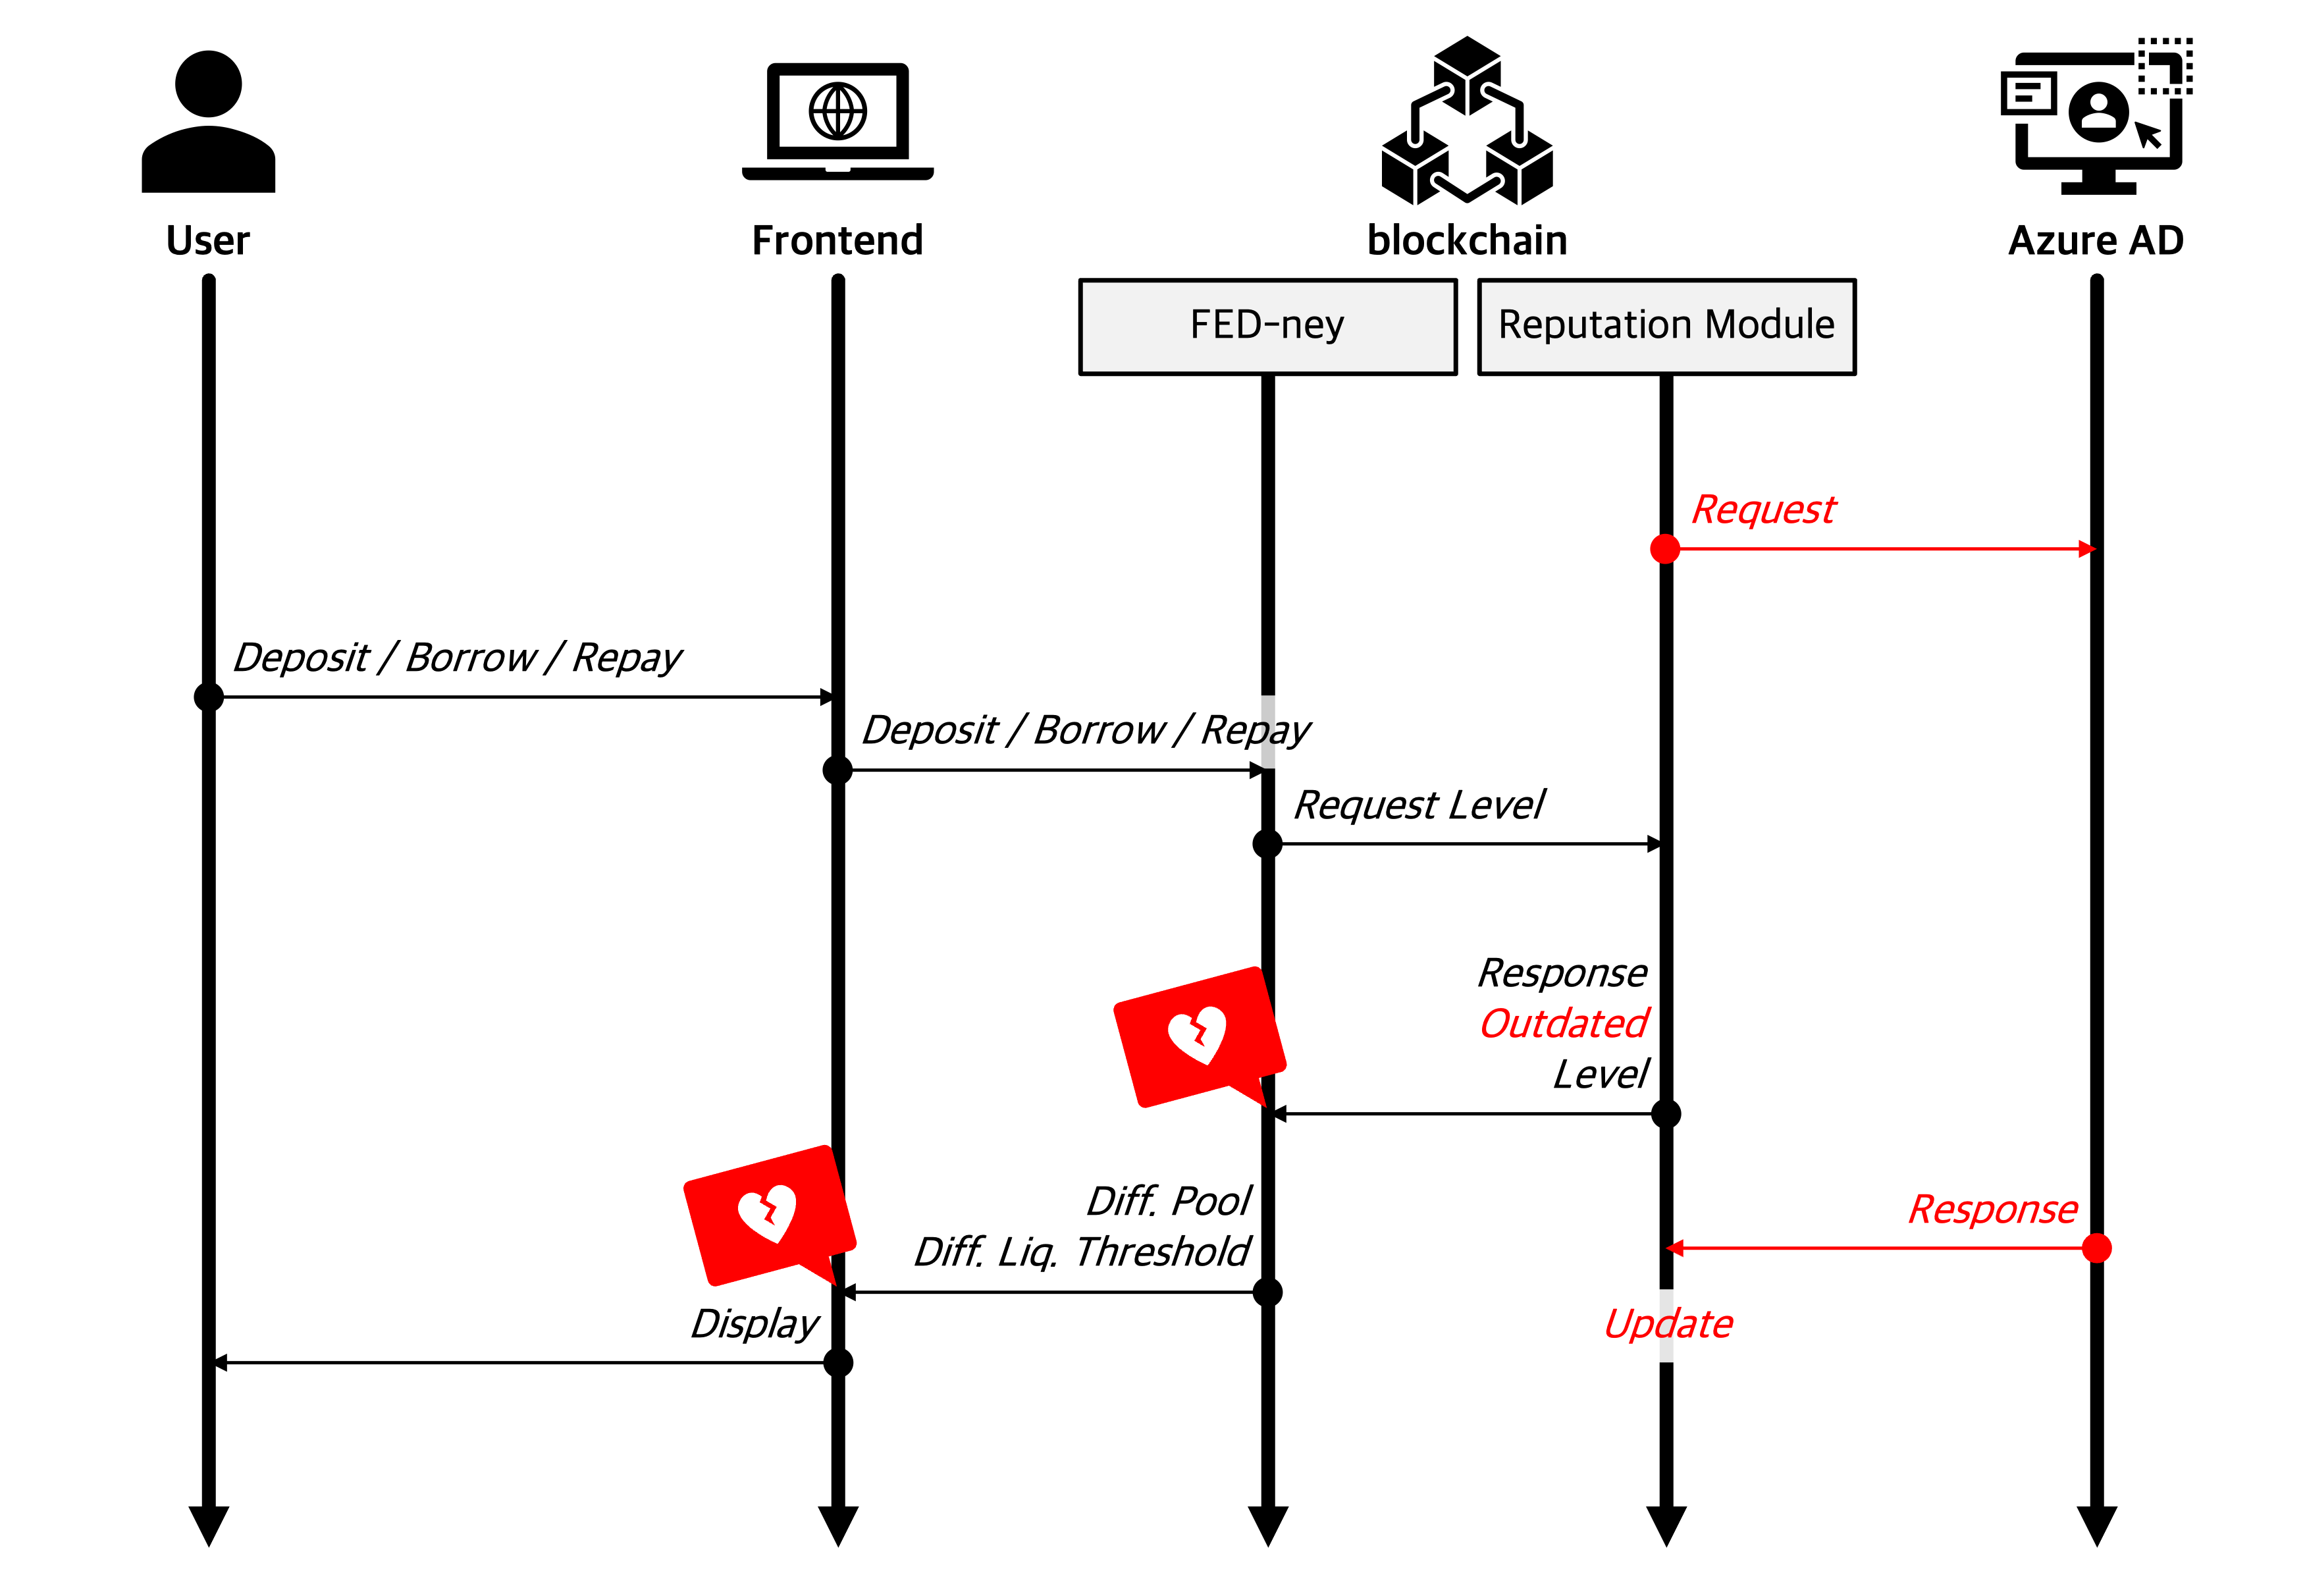 User
Frontend
blockchain
Azure AD
FED-ney
Reputation Module
Request
Deposit / Borrow / Repay
Deposit / Borrow / Repay
Request Level
Response
Outdated
Level
Diff. Pool
Diff. Liq. Threshold
Response
Display
Update